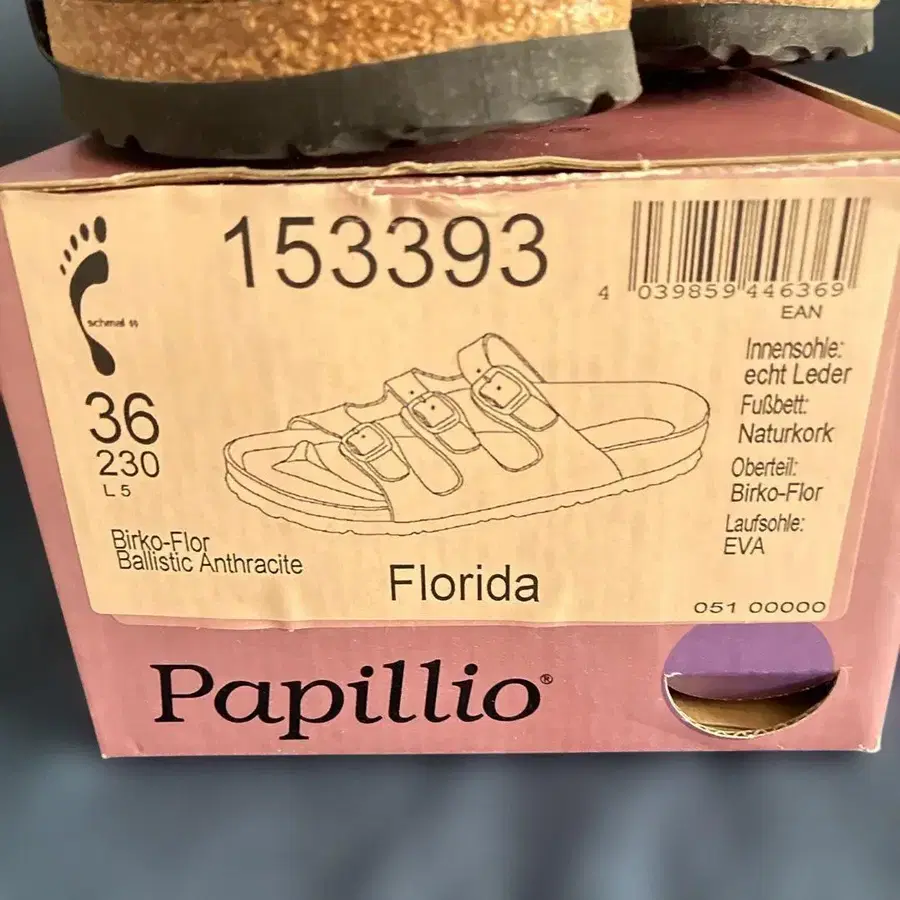 153393
4 039859 446369
EAN
schmal
36
230
L 5
Birko-Flor
Ballistic Anthracite
Florida
Innensohle:
echt Leder
Fußbett:
Naturkork
Oberteil:
Birko-Flor
Laufsohle:
EVA
051 00000
Papillio®